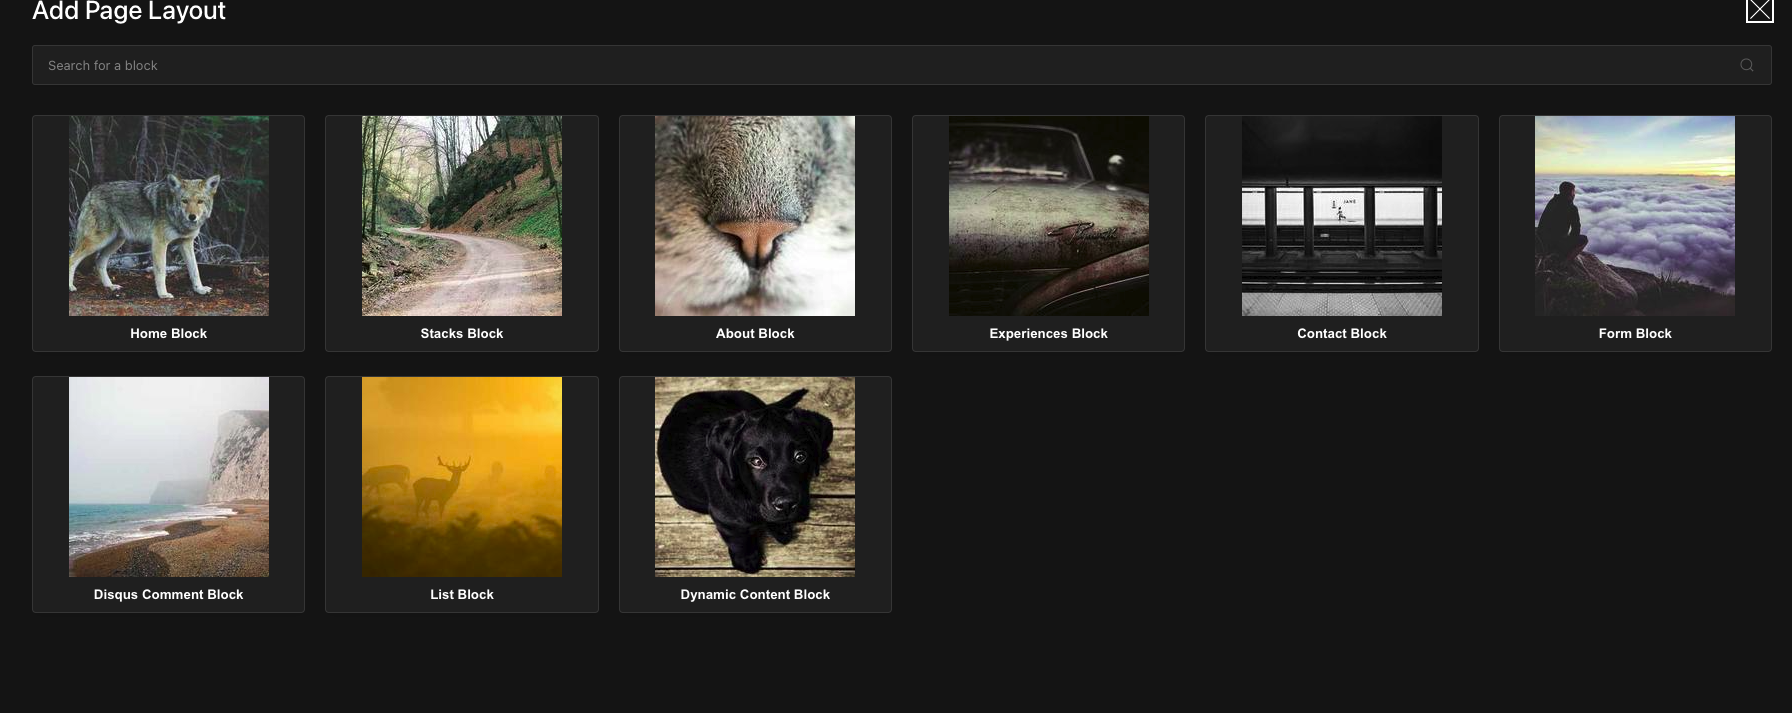 Add Page Layout
Search for a block
Home Block
Stacks Block
About Block
Experiences Block
Contact Block
Form Block
Disqus Comment Block
List Block
Dynamic Content Block